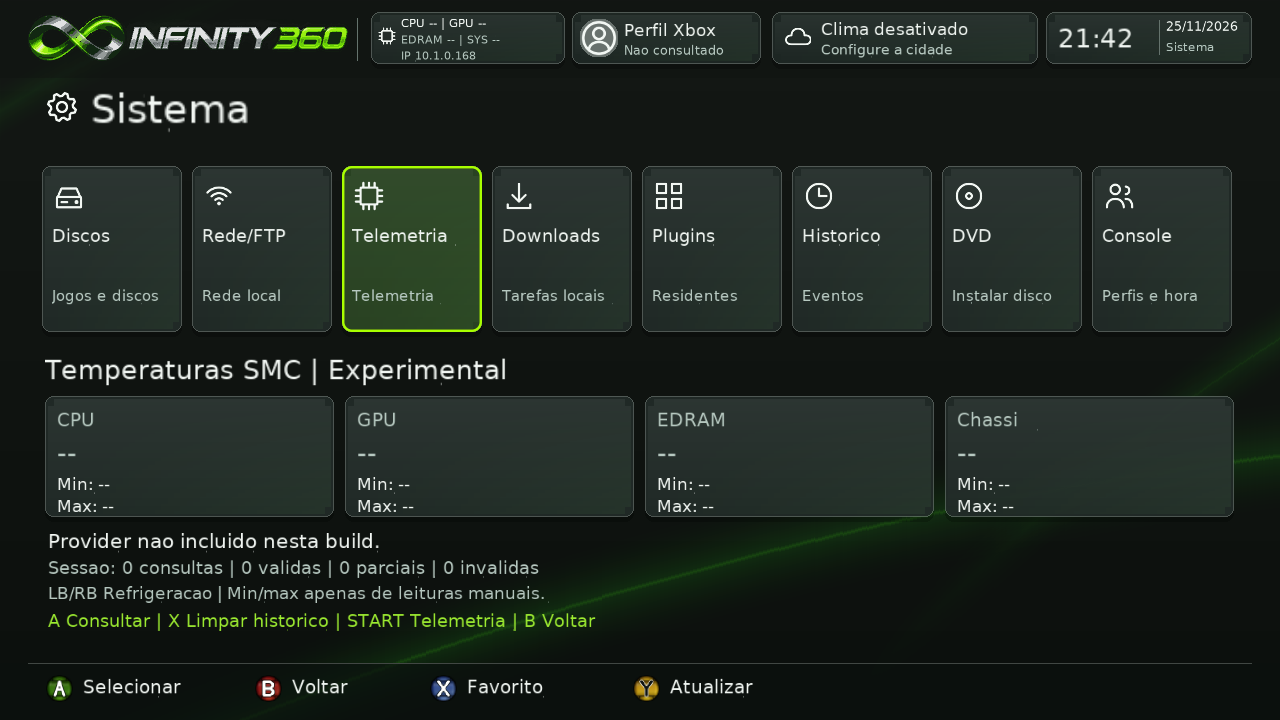 INFINITY 360
CPU -- | GPU --
EDRAM -- | SYS --
IP 10.1.0.168
Perfil Xbox
Nao consultado
Clima desativado
Configure a cidade
21:42
25/11/2026
Sistema
Sistema
Discos
Jogos e discos
Rede/FTP
Rede local
Telemetria
Telemetria
Downloads
Tarefas locais
Plugins
Residentes
Historico
Eventos
DVD
Instalar disco
Console
Perfis e hora
Temperaturas SMC | Experimental
CPU
--
Min: --
Max: --
GPU
--
Min: --
Max: --
EDRAM
--
Min: --
Max: --
Chassi
--
Min: --
Max: --
Provider nao incluido nesta build.
Sessao: 0 consultas | 0 validas | 0 parciais | 0 invalidas
LB/RB Refrigeracao | Min/max apenas de leituras manuais.
A Consultar | X Limpar historico | START Telemetria | B Voltar
A Selecionar
B Voltar
X Favorito
Y Atualizar